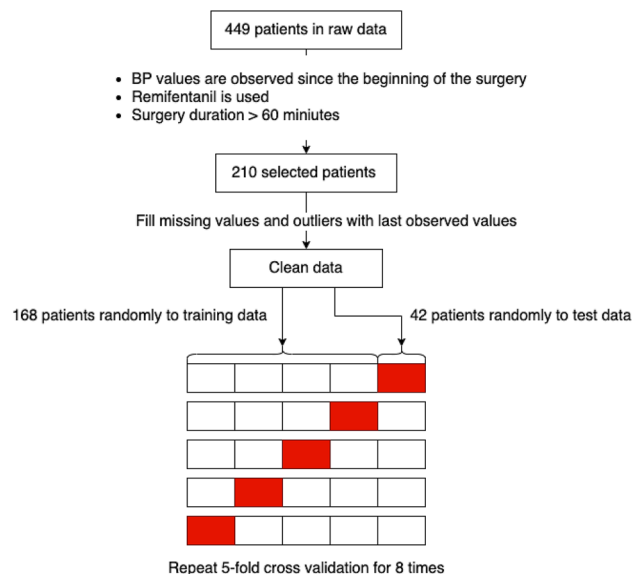 449 patients in raw data
• BP values are observed since the beginning of the surgery
• Remifentanil is used
• Surgery duration > 60 miniutes
210 selected patients
Fill missing values and outliers with last observed values
Clean data
168 patients randomly to training data
42 patients randomly to test data
Repeat 5-fold cross validation for 8 times